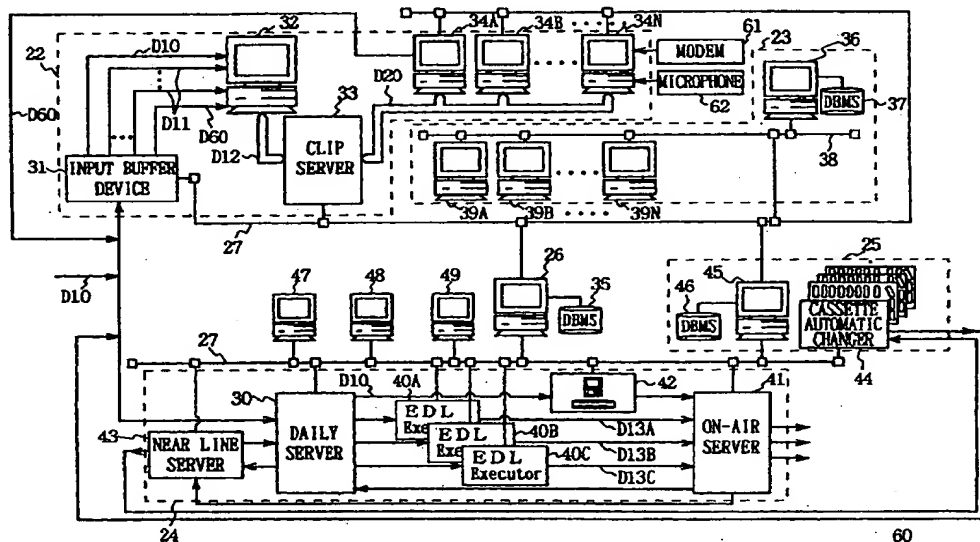 32
34A
34B
34N
61
MODEM
23
36
22
D10
33
D20
MICROPHONE
62
DBMS
37
D60
D11
D60
D12
CLIP
SERVER
38
31
INPUT BUFFER
DEVICE
39A
39B
39N
27
D10
47
48
49
26
35
DBMS
45
25
46
DBMS
CASSETTE
AUTOMATIC
CHANGER
44
27
30
D10
40A
42
41
43
NEAR LINE
SERVER
DAILY
SERVER
EDL
Exe
40B
EDL
Exe
40C
EDL
Executor
D13A
D13B
D13C
ON-AIR
SERVER
24
60